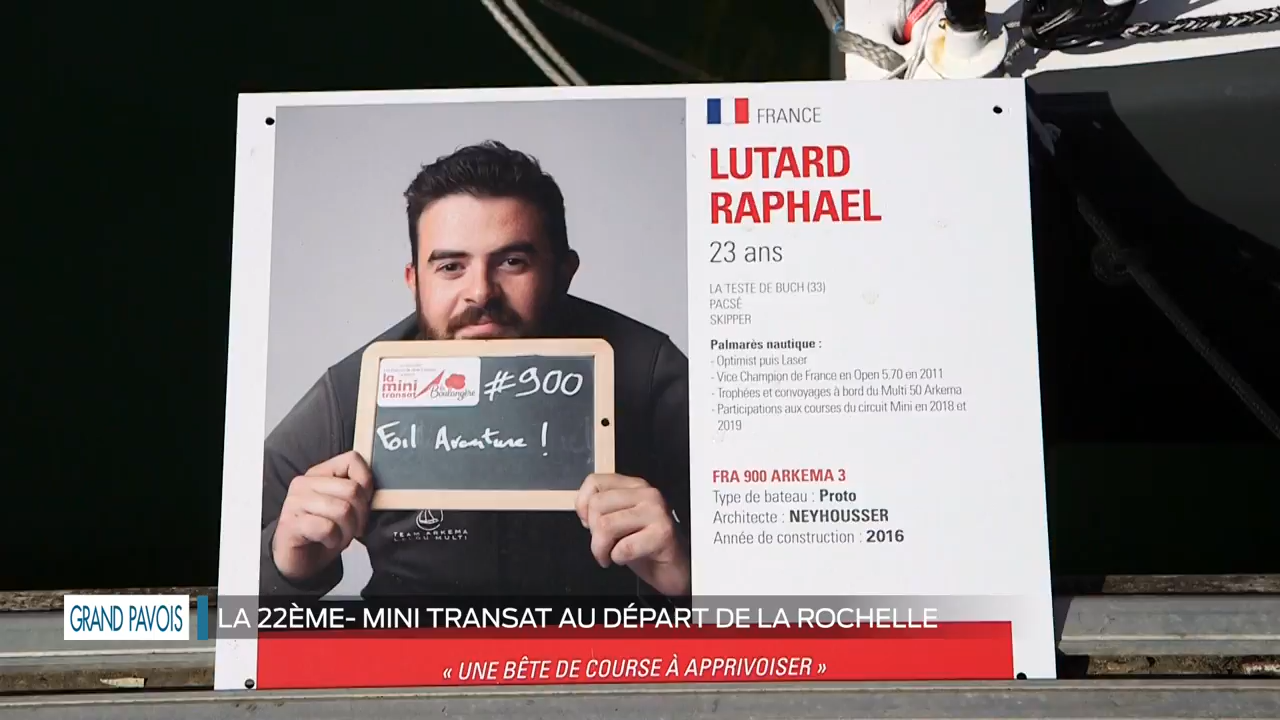 FRANCE
LUTARD
RAPHAEL
23 ans
LA TESTE DE BUCH (33)
PACSÉ
SKIPPER
Palmarès nautique :
- Optimist puis Laser
- Vice Champion de France en Open 5.70 en 2011
- Trophées et convoyages à bord du Multi 50 Arkema
- Participations aux courses du circuit Mini en 2018 et
2019
FRA 900 ARKEMA 3
Type de bateau : Proto
Architecte : NEYHOUSSER
Année de construction : 2016
la
mini
transat
la
Boulangère
#900
Foil Aventure !
TEAM ARKEMA
MULTI
GRAND PAVOIS
LA 22ÈME- MINI TRANSAT AU DÉPART DE LA ROCHELLE
« UNE BÊTE DE COURSE À APPRIVOISER »